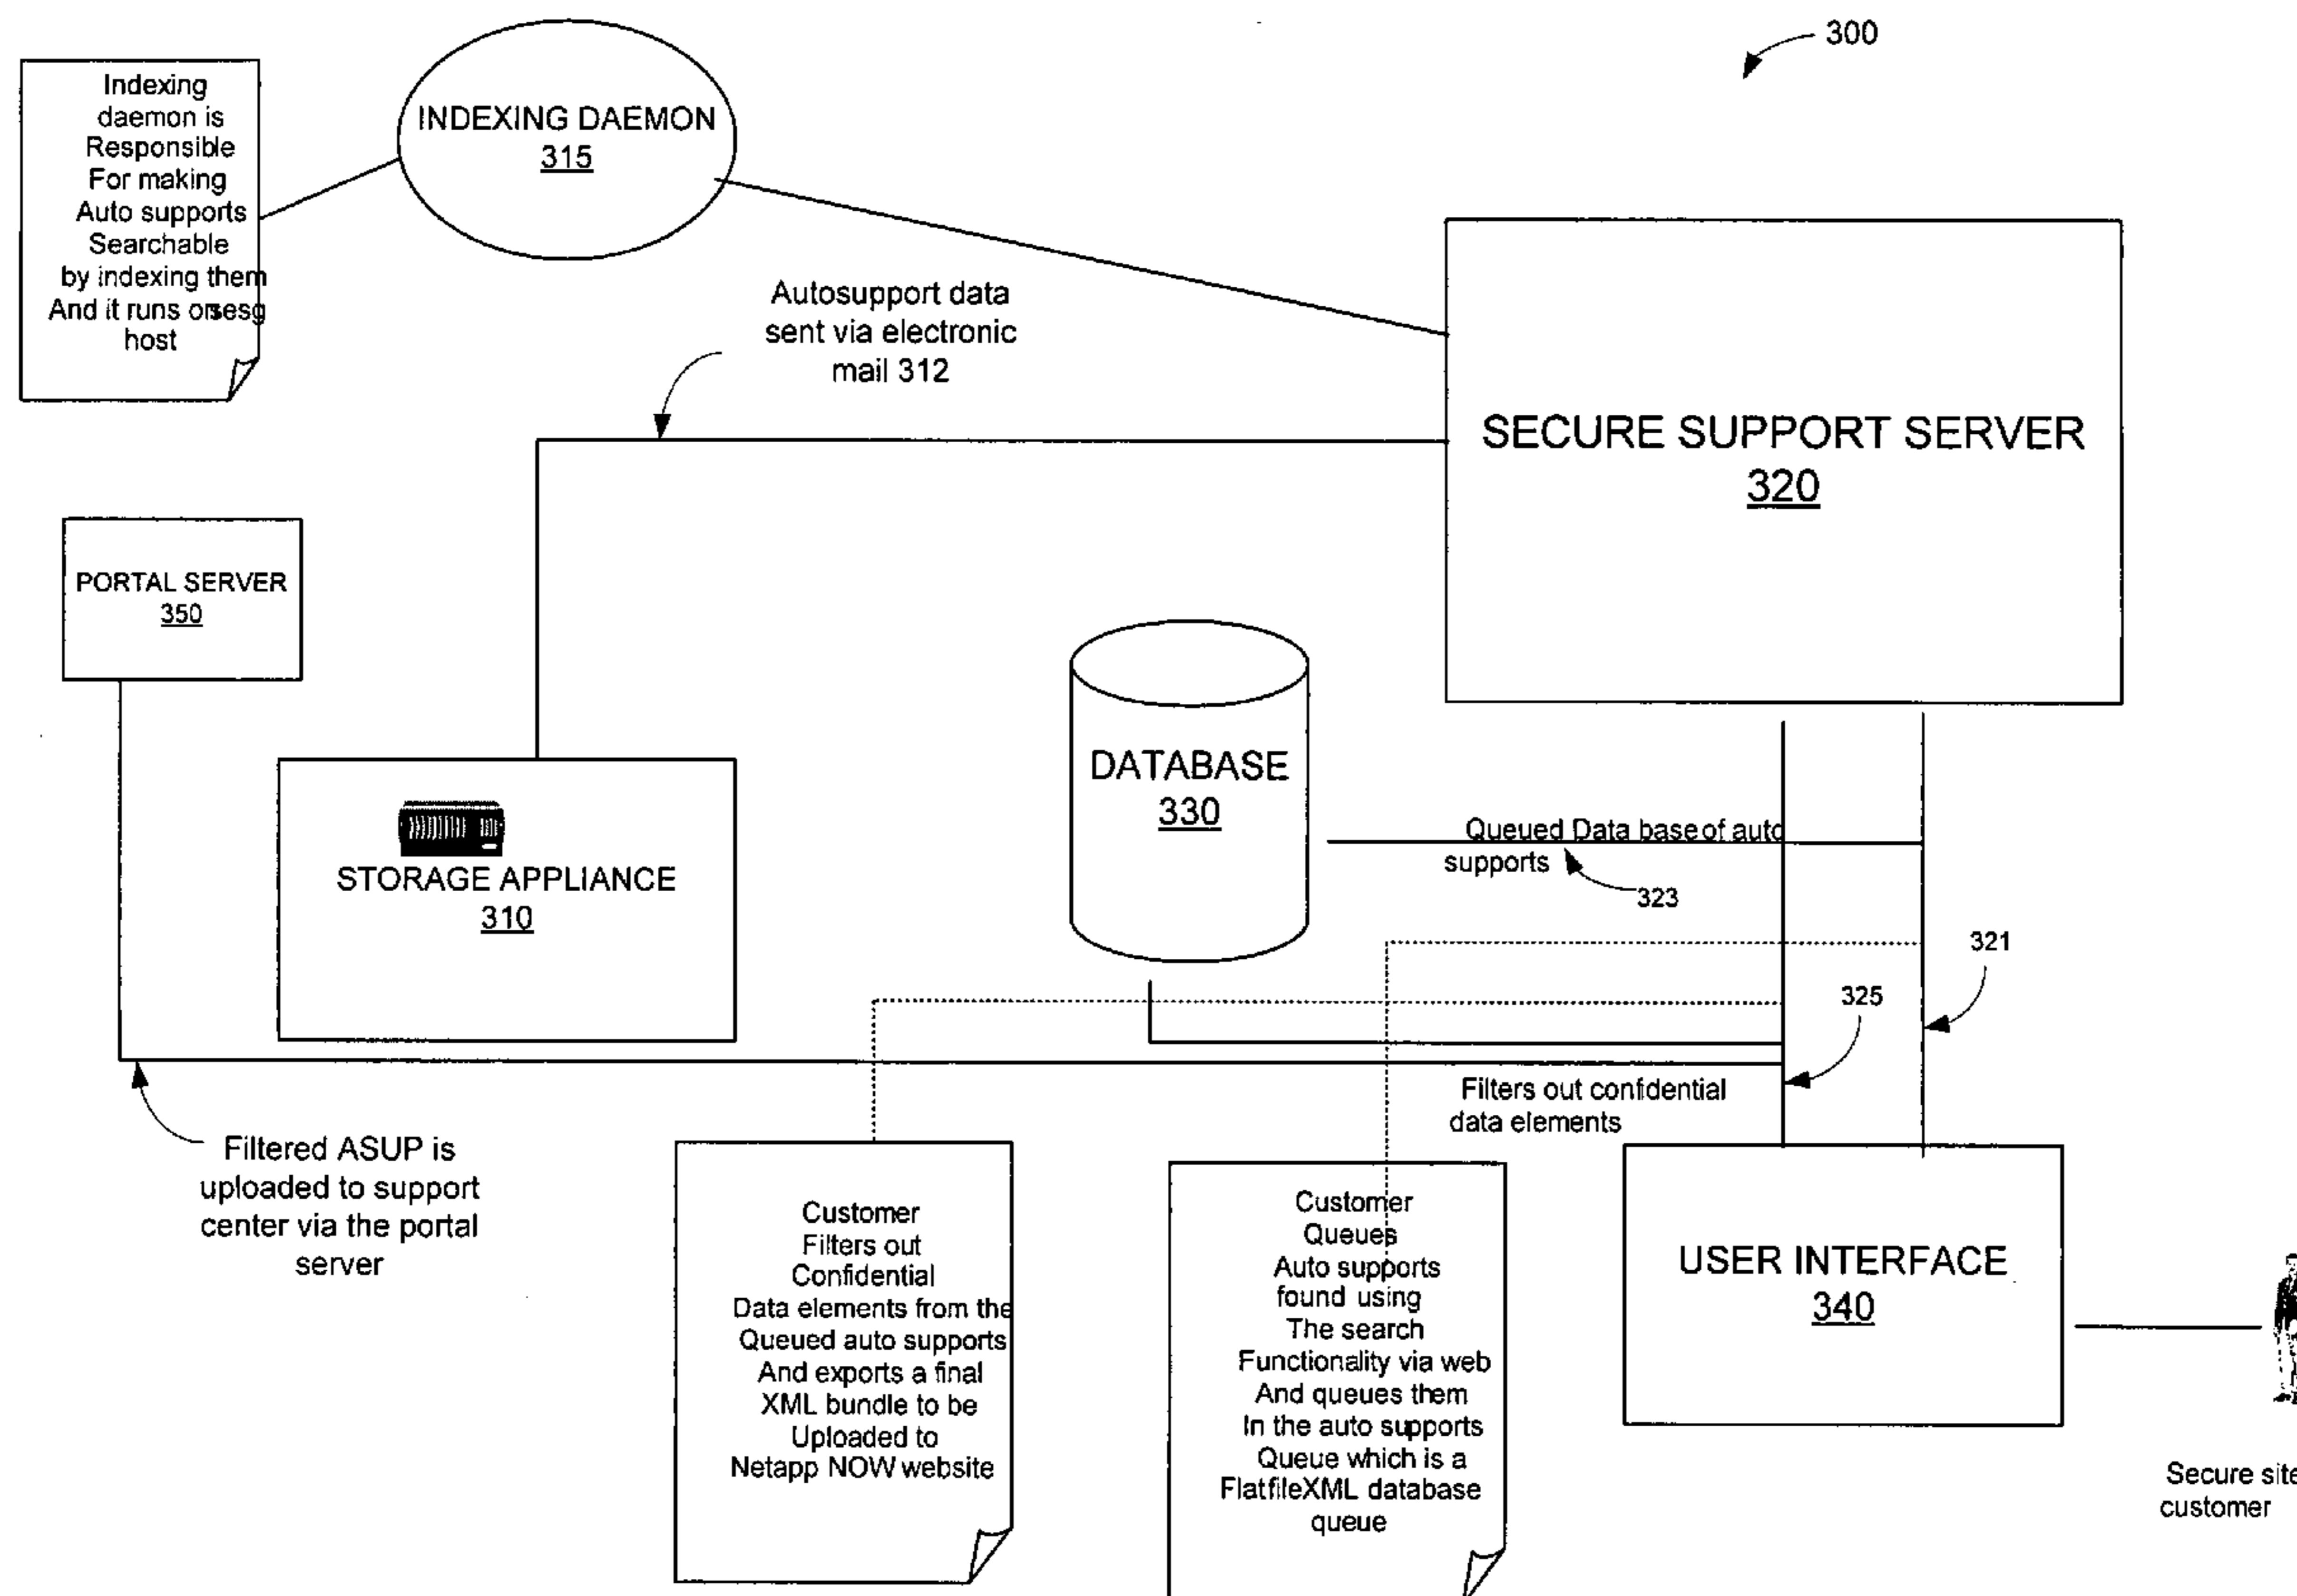 300
Indexing
daemon is
Responsible
For making
Auto supports
Searchable
by indexing them
And it runs on sesg
host
INDEXING DAEMON
315
Autosupport data
sent via electronic
mail 312
SECURE SUPPORT SERVER
320
PORTAL SERVER
350
STORAGE APPLIANCE
310
DATABASE
330
Queued Data base of auto
supports
323
321
325
Filters out confidential
data elements
Filtered ASUP is
uploaded to support
center via the portal
server
Customer
Filters out
Confidential
Data elements from the
Queued auto supports
And exports a final
XML bundle to be
Uploaded to
Netapp NOW website
Customer
Queues
Auto supports
found using
The search
Functionality via web
And queues them
In the auto supports
Queue which is a
FlatfileXML database
queue
USER INTERFACE
340
Secure site
customer